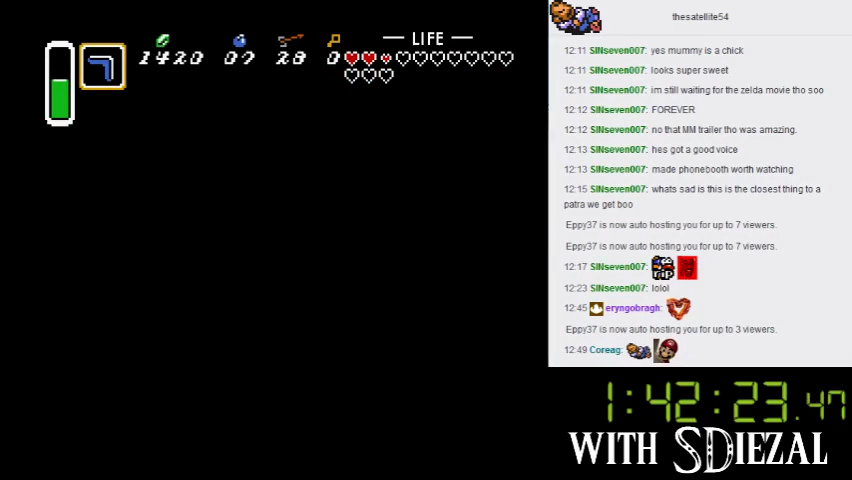 — LIFE —
1420 07 28 0
thesatellite54
12:11 SINseven007: yes mummy is a chick
12:11 SINseven007: looks super sweet
12:11 SINseven007: im still waiting for the zelda movie tho soo
12:12 SINseven007: FOREVER
12:12 SINseven007: no that MM trailer tho was amazing.
12:13 SINseven007: hes got a good voice
12:13 SINseven007: made phonebooth worth watching
12:15 SINseven007: whats sad is this is the closest thing to a
patra we get boo
Eppy37 is now auto hosting you for up to 7 viewers.
Eppy37 is now auto hosting you for up to 7 viewers.
12:17 SINseven007:
12:23 SINseven007: lolol
12:45 eryngobragh:
Eppy37 is now auto hosting you for up to 3 viewers.
12:49 Coreag:
1:42:23.47
WITH SDIEZAL